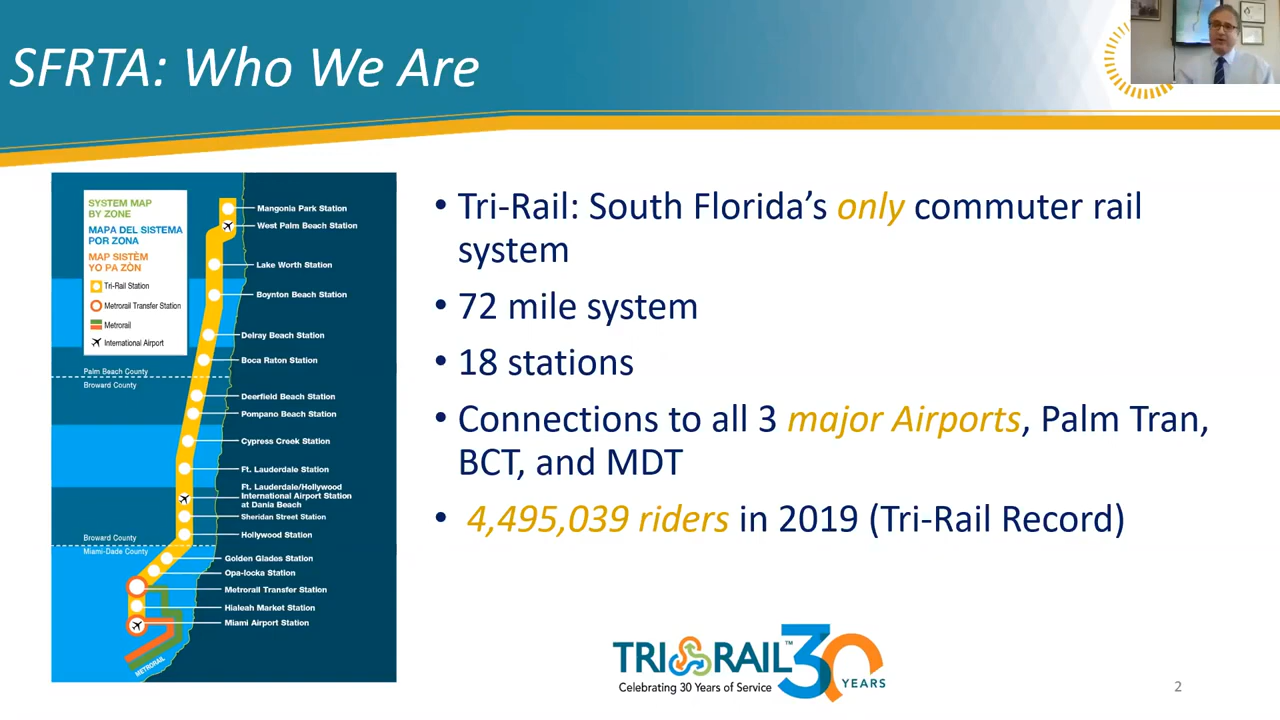 SFRTA: Who We Are
SYSTEM MAP
BY ZONE
MAPA DEL SISTEMA
POR ZONA
MAP SISTÈM
YO PA ZÒN
Tri-Rail Station
Metrorail Transfer Station
Metrorail
International Airport
Mangonia Park Station
West Palm Beach Station
Lake Worth Station
Boynton Beach Station
Delray Beach Station
Boca Raton Station
Palm Beach County
Broward County
Deerfield Beach Station
Pompano Beach Station
Cypress Creek Station
Ft. Lauderdale Station
Ft. Lauderdale/Hollywood
International Airport Station
at Dania Beach
Sheridan Street Station
Hollywood Station
Broward County
Miami-Dade County
Golden Glades Station
Opa-locka Station
Metrorail Transfer Station
Hialeah Market Station
Miami Airport Station
METRORAIL
• Tri-Rail: South Florida’s only commuter rail
system
• 72 mile system
• 18 stations
• Connections to all 3 major Airports, Palm Tran,
BCT, and MDT
• 4,495,039 riders in 2019 (Tri-Rail Record)
TRI RAIL™ 30
Celebrating 30 Years of Service
YEARS
2